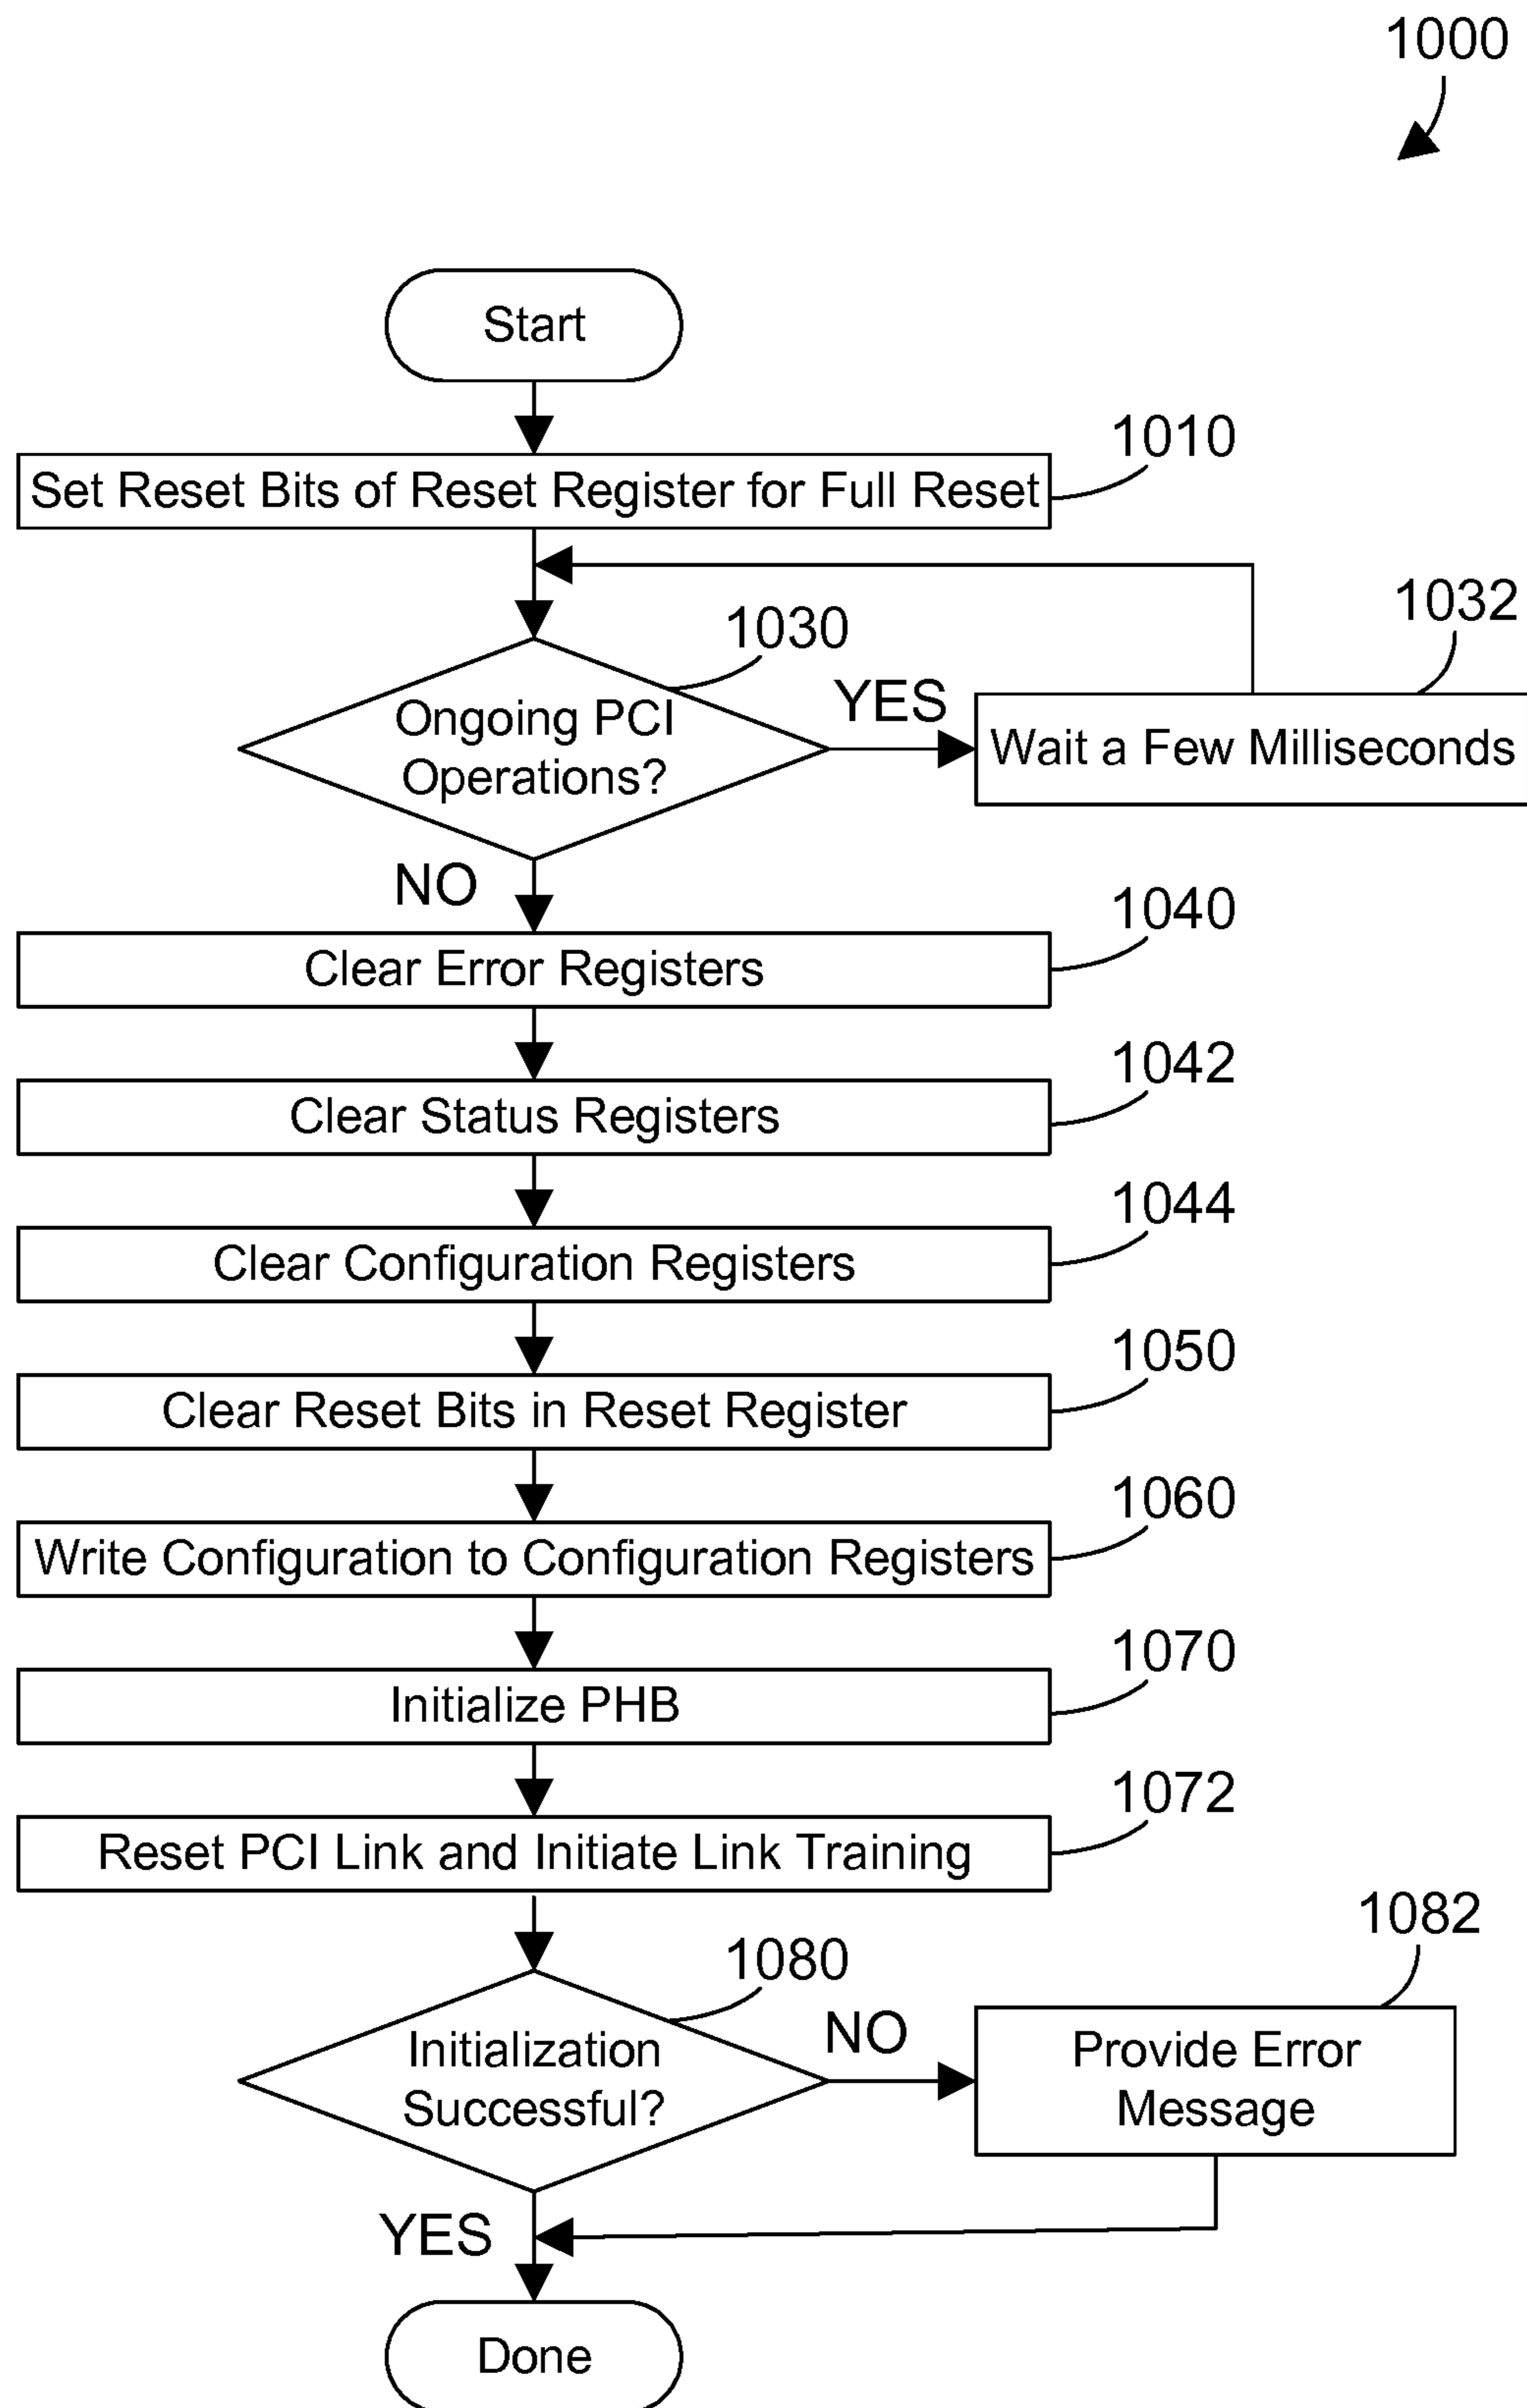 1000
Start
1010
Set Reset Bits of Reset Register for Full Reset
1032
1030
YES
Ongoing PCI
Operations?
Wait a Few Milliseconds
NO
1040
Clear Error Registers
1042
Clear Status Registers
1044
Clear Configuration Registers
1050
Clear Reset Bits in Reset Register
1060
Write Configuration to Configuration Registers
1070
Initialize PHB
1072
Reset PCI Link and Initiate Link Training
1082
1080
NO
Initialization
Successful?
Provide Error
Message
YES
Done